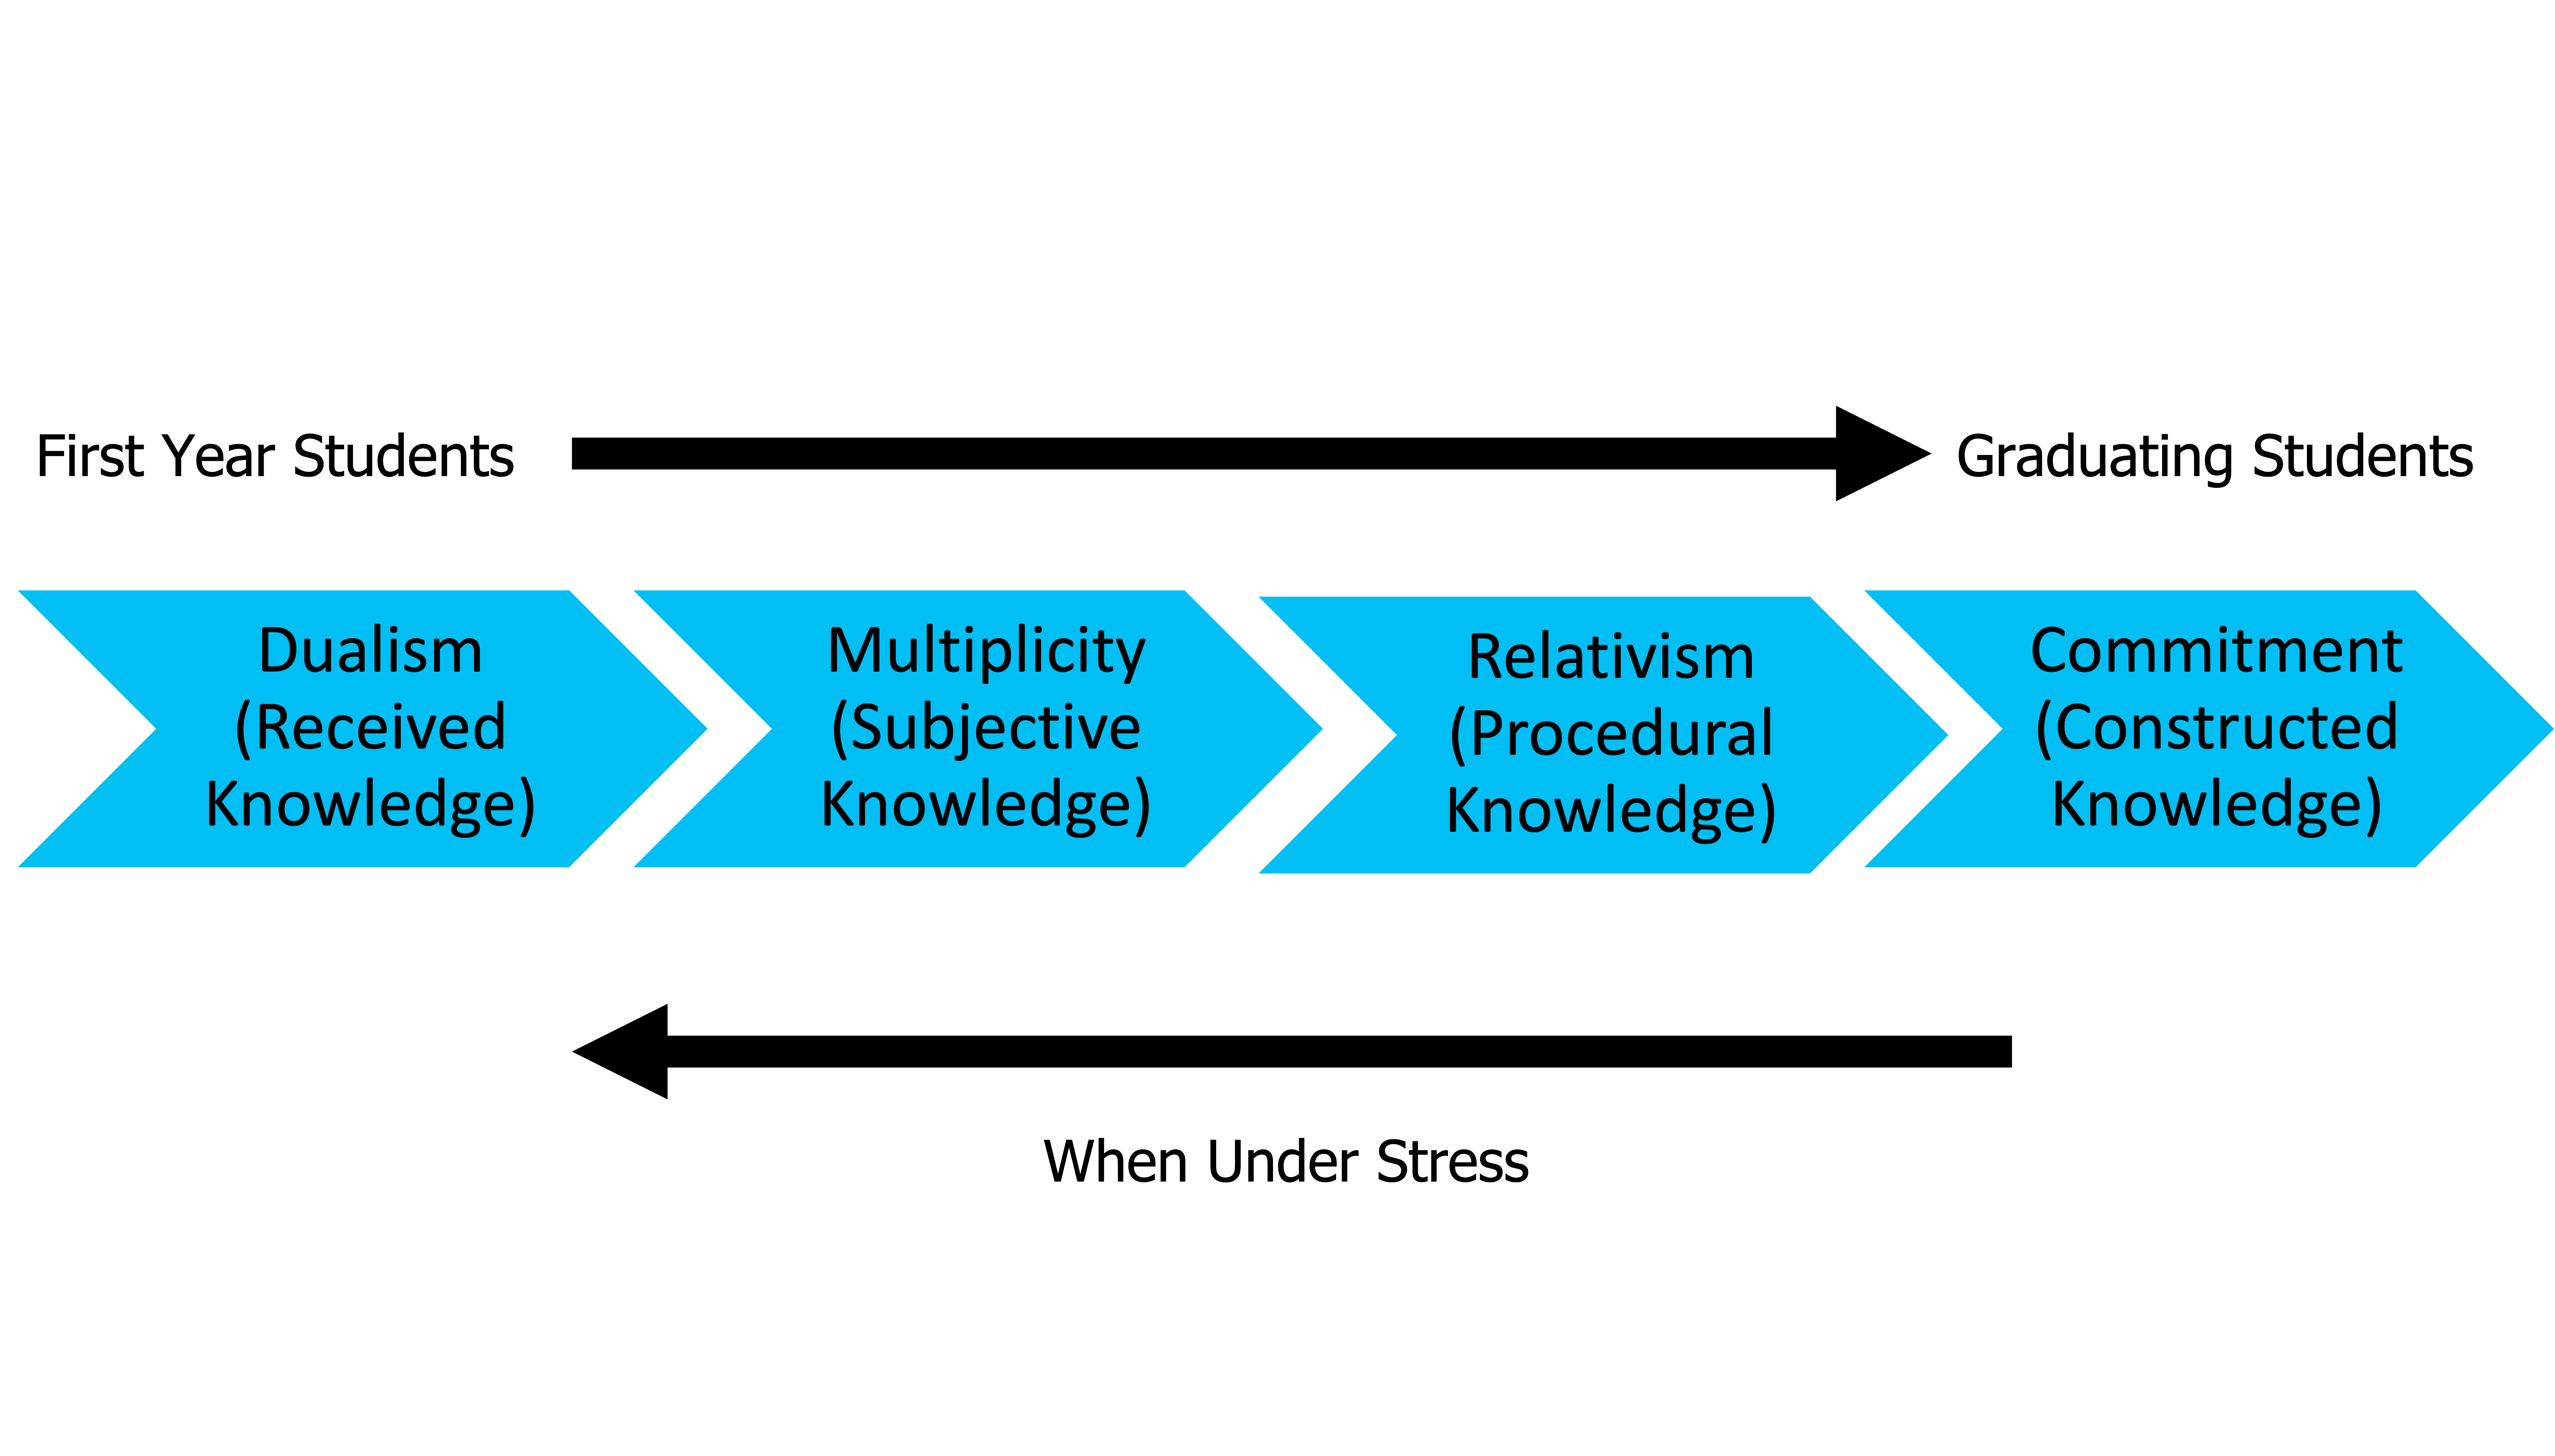 First Year Students
Graduating Students
Dualism
(Received
Knowledge)
Multiplicity
(Subjective
Knowledge)
Relativism
(Procedural
Knowledge)
Commitment
(Constructed
Knowledge)
When Under Stress